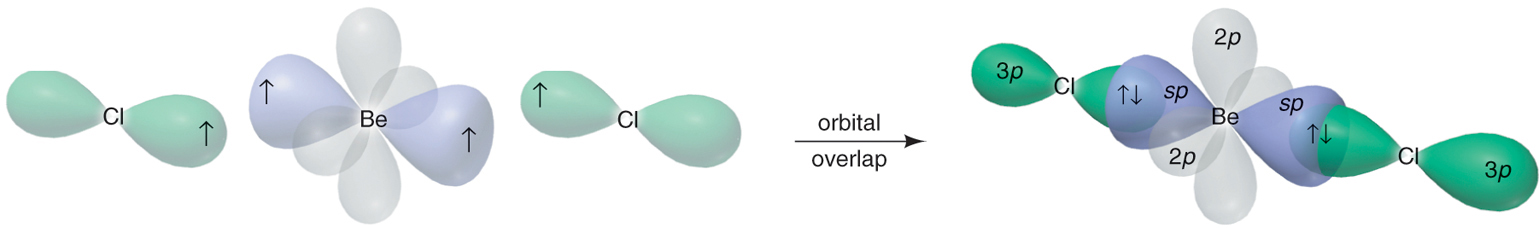 Cl
↑
↑
Be
↑
↑
Cl
orbital
overlap
3p
Cl
↑↓
sp
2p
Be
2p
sp
↑↓
Cl
3p